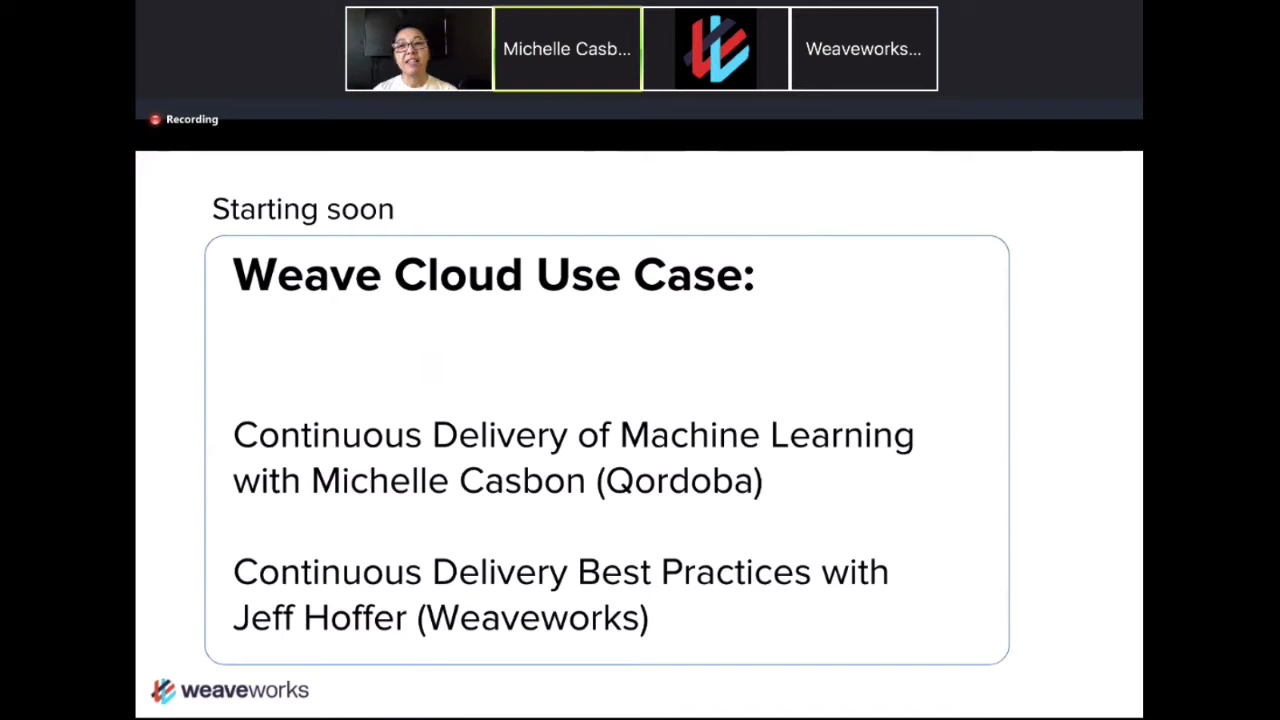 Michelle Casb...
Weaveworks...
Recording
Starting soon
Weave Cloud Use Case:
Continuous Delivery of Machine Learning
with Michelle Casbon (Qordoba)
Continuous Delivery Best Practices with
Jeff Hoffer (Weaveworks)
weaveworks